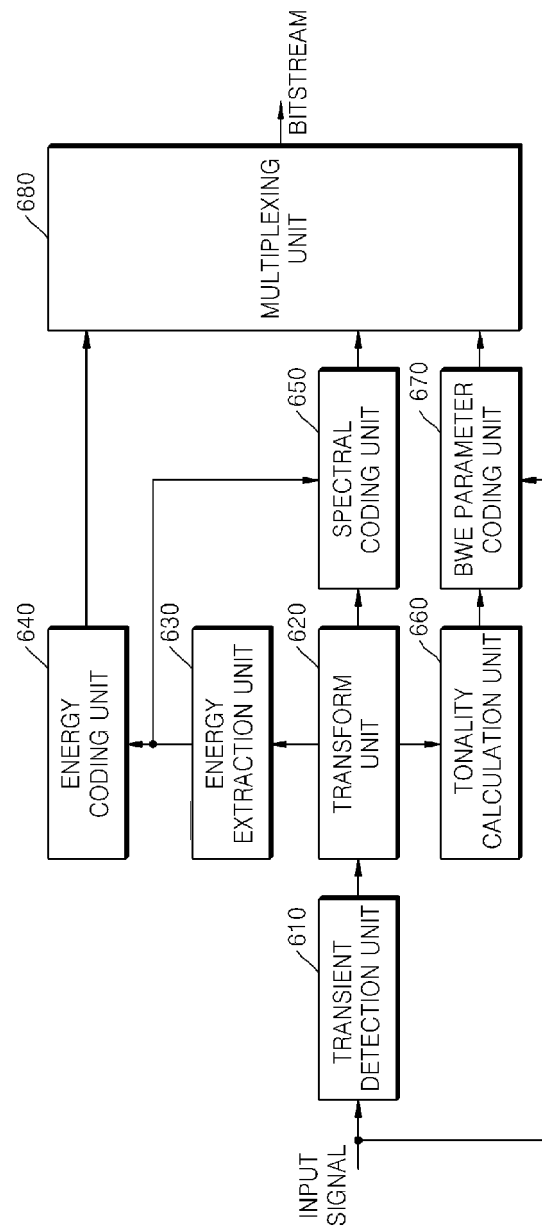 INPUT
SIGNAL
610
TRANSIENT
DETECTION UNIT
640
ENERGY
CODING UNIT
630
ENERGY
EXTRACTION UNIT
620
TRANSFORM
UNIT
660
TONALITY
CALCULATION UNIT
650
SPECTRAL
CODING UNIT
670
BWE PARAMETER
CODING UNIT
680
MULTIPLEXING
UNIT
BITSTREAM